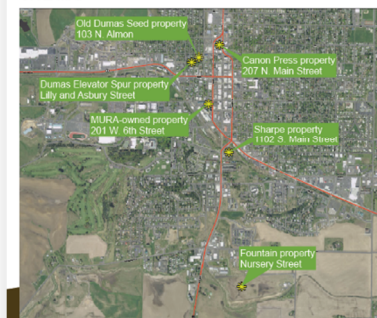 Old Dumas Seed property
103 N. Almon
Canon Press property
207 N. Main Street
Dumas Elevator Spur property
Lilly and Asbury Street
MURA-owned property
201 W. 6th Street
Sharpe property
1102 S. Main Street
Fountain property
Nursery Street